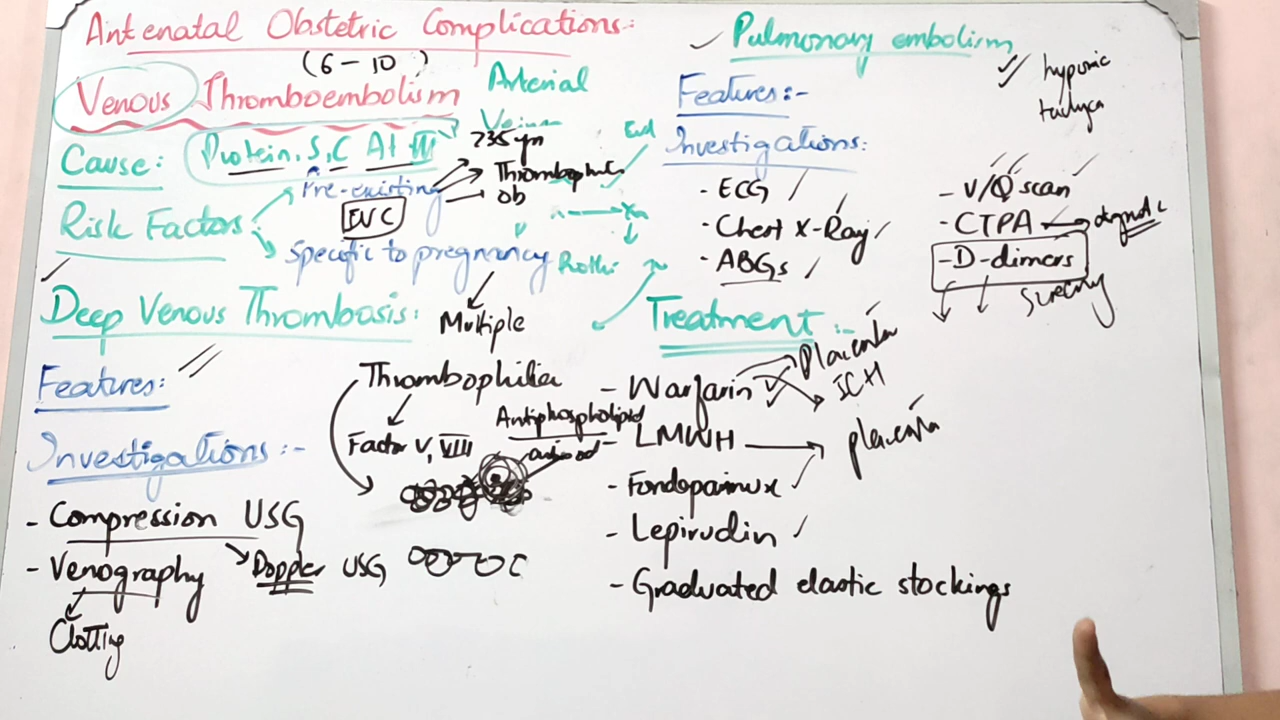 Antenatal Obstetric Complications:
(6-10)
Venous Thromboembolism
Arterial
Cause:
Protein, S, C At III
>35 yr
Pre-existing
Thrombophilia
ob
Risk Factors
Specific to pregnancy
Multiple
Deep Venous Thrombosis:
Features:
Thrombophilia
Factor V, VIII
Antiphospholipid
Investigations:-
- Compression USG
Doppler USG
- Venography
Clotting
Pulmonary embolism
hypoxic
Features:-
Investigations:
- ECG
- Chest X-Ray
- ABGs
- V/Q scan
- CTPA
- D-dimers
Treatment:-
- Warfarin
Placenta
ICH
- LMWH
placenta
- Fondaparinux
- Lepirudin
- Graduated elastic stockings